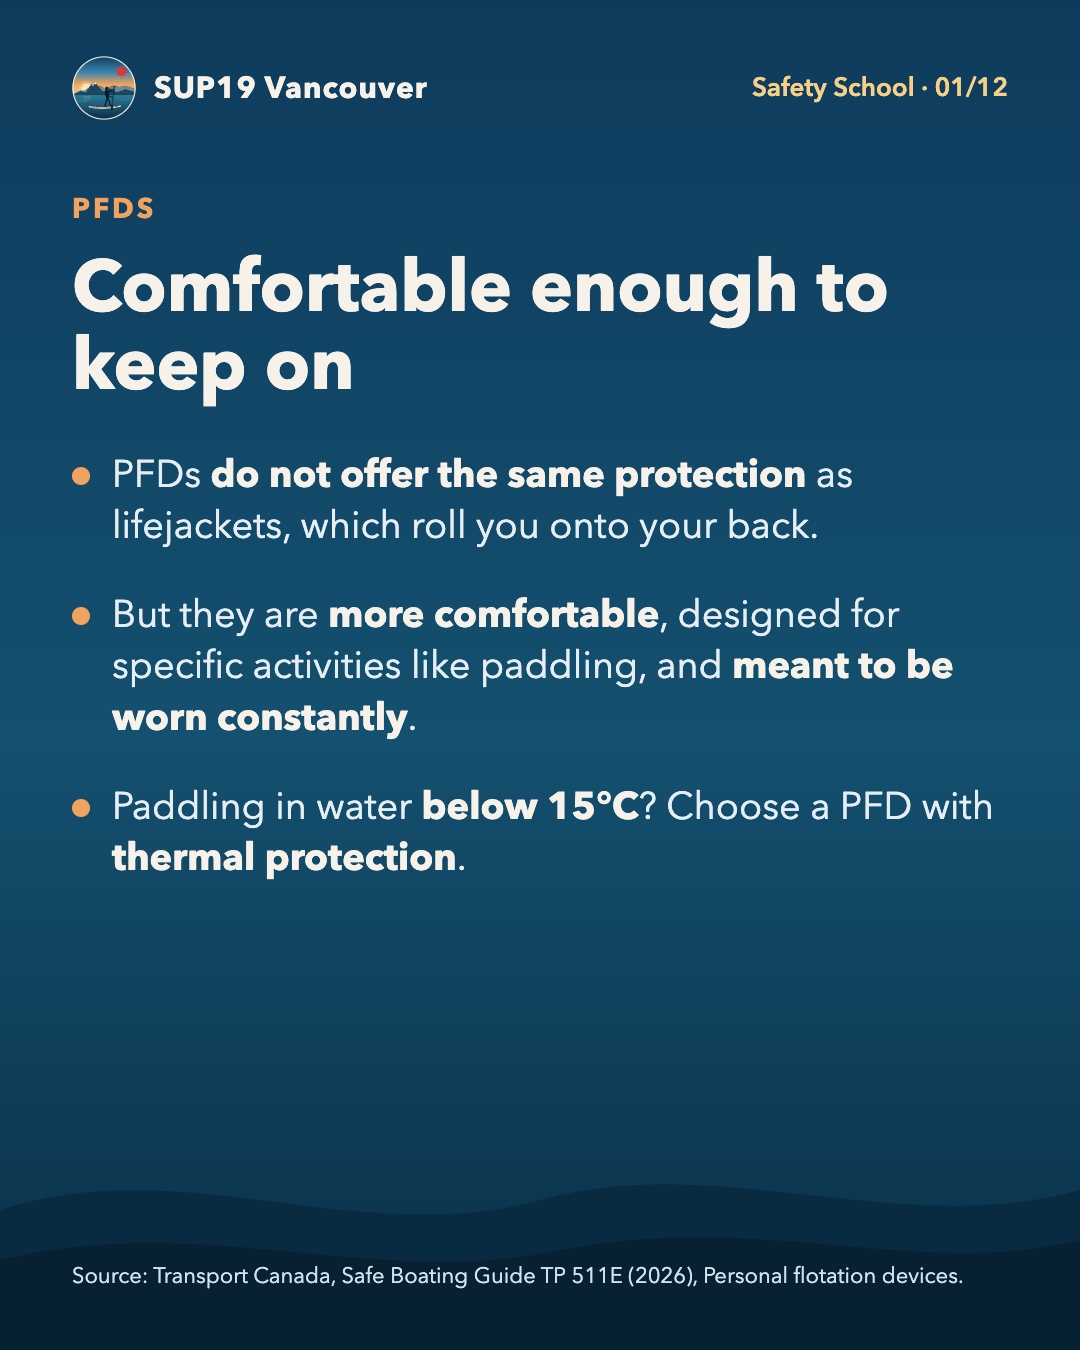 SUP19 Vancouver
Safety School · 01/12
PFDS
Comfortable enough to
keep on
PFDs do not offer the same protection as
lifejackets, which roll you onto your back.
But they are more comfortable, designed for
specific activities like paddling, and meant to be
worn constantly.
Paddling in water below 15°C? Choose a PFD with
thermal protection.
Source: Transport Canada, Safe Boating Guide TP 511E (2026), Personal flotation devices.